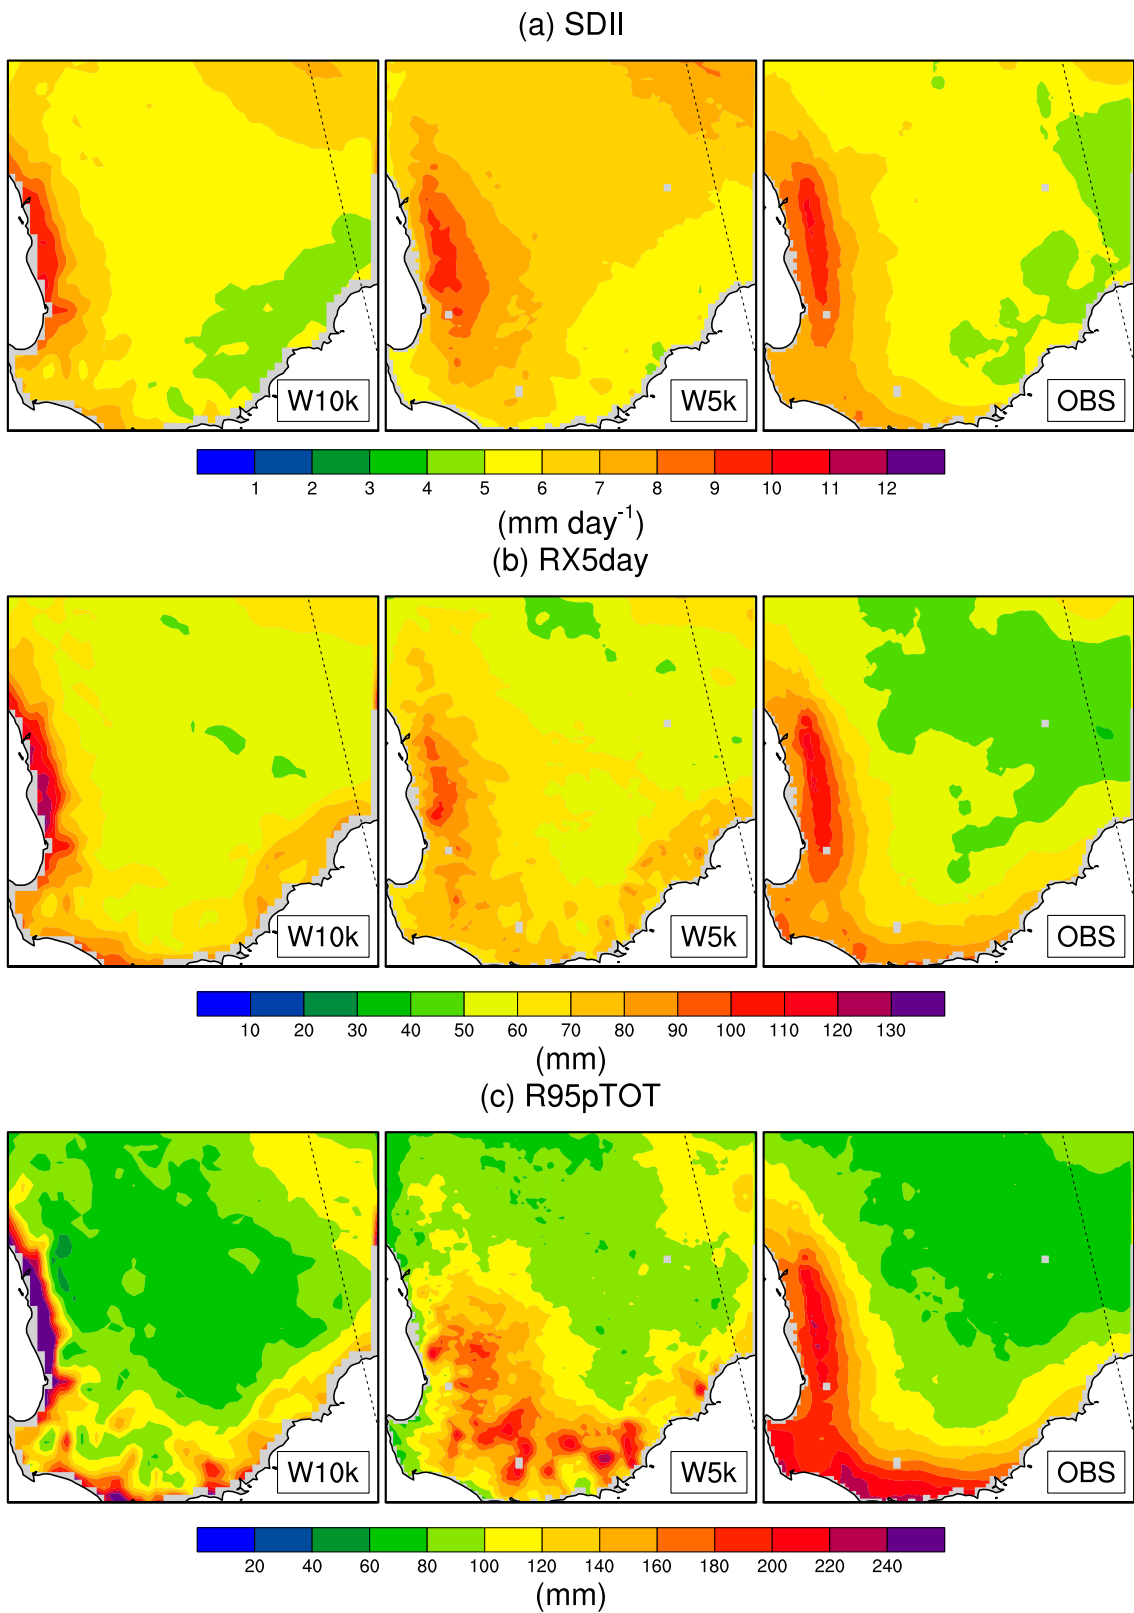 (a) SDII
W10k W5k OBS
1 2 3 4 5 6 7 8 9 10 11 12
(mm day⁻¹)
(b) RX5day
W10k W5k OBS
10 20 30 40 50 60 70 80 90 100 110 120 130
(mm)
(c) R95pTOT
W10k W5k OBS
20 40 60 80 100 120 140 160 180 200 220 240
(mm)